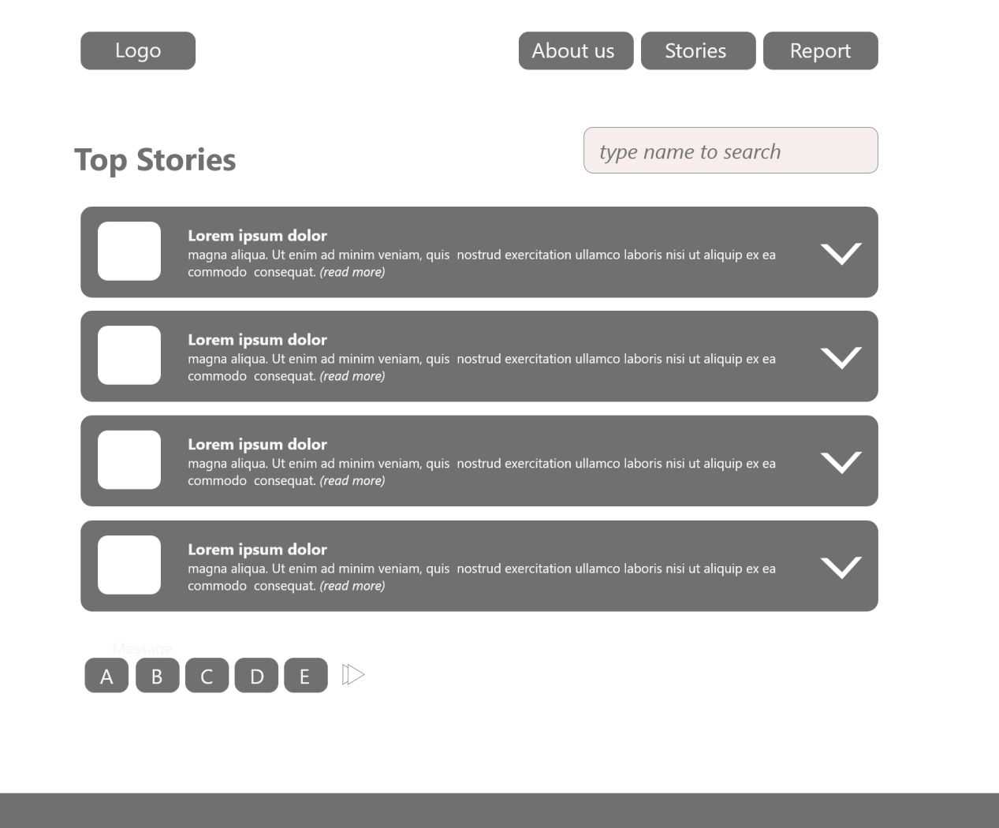 Logo
About us
Stories
Report
Top Stories
type name to search
Lorem ipsum dolor
magna aliqua. Ut enim ad minim veniam, quis  nostrud exercitation ullamco laboris nisi ut aliquip ex ea
commodo  consequat. (read more)
Lorem ipsum dolor
magna aliqua. Ut enim ad minim veniam, quis  nostrud exercitation ullamco laboris nisi ut aliquip ex ea
commodo  consequat. (read more)
Lorem ipsum dolor
magna aliqua. Ut enim ad minim veniam, quis  nostrud exercitation ullamco laboris nisi ut aliquip ex ea
commodo  consequat. (read more)
Lorem ipsum dolor
magna aliqua. Ut enim ad minim veniam, quis  nostrud exercitation ullamco laboris nisi ut aliquip ex ea
commodo  consequat. (read more)
Message
A B C D E